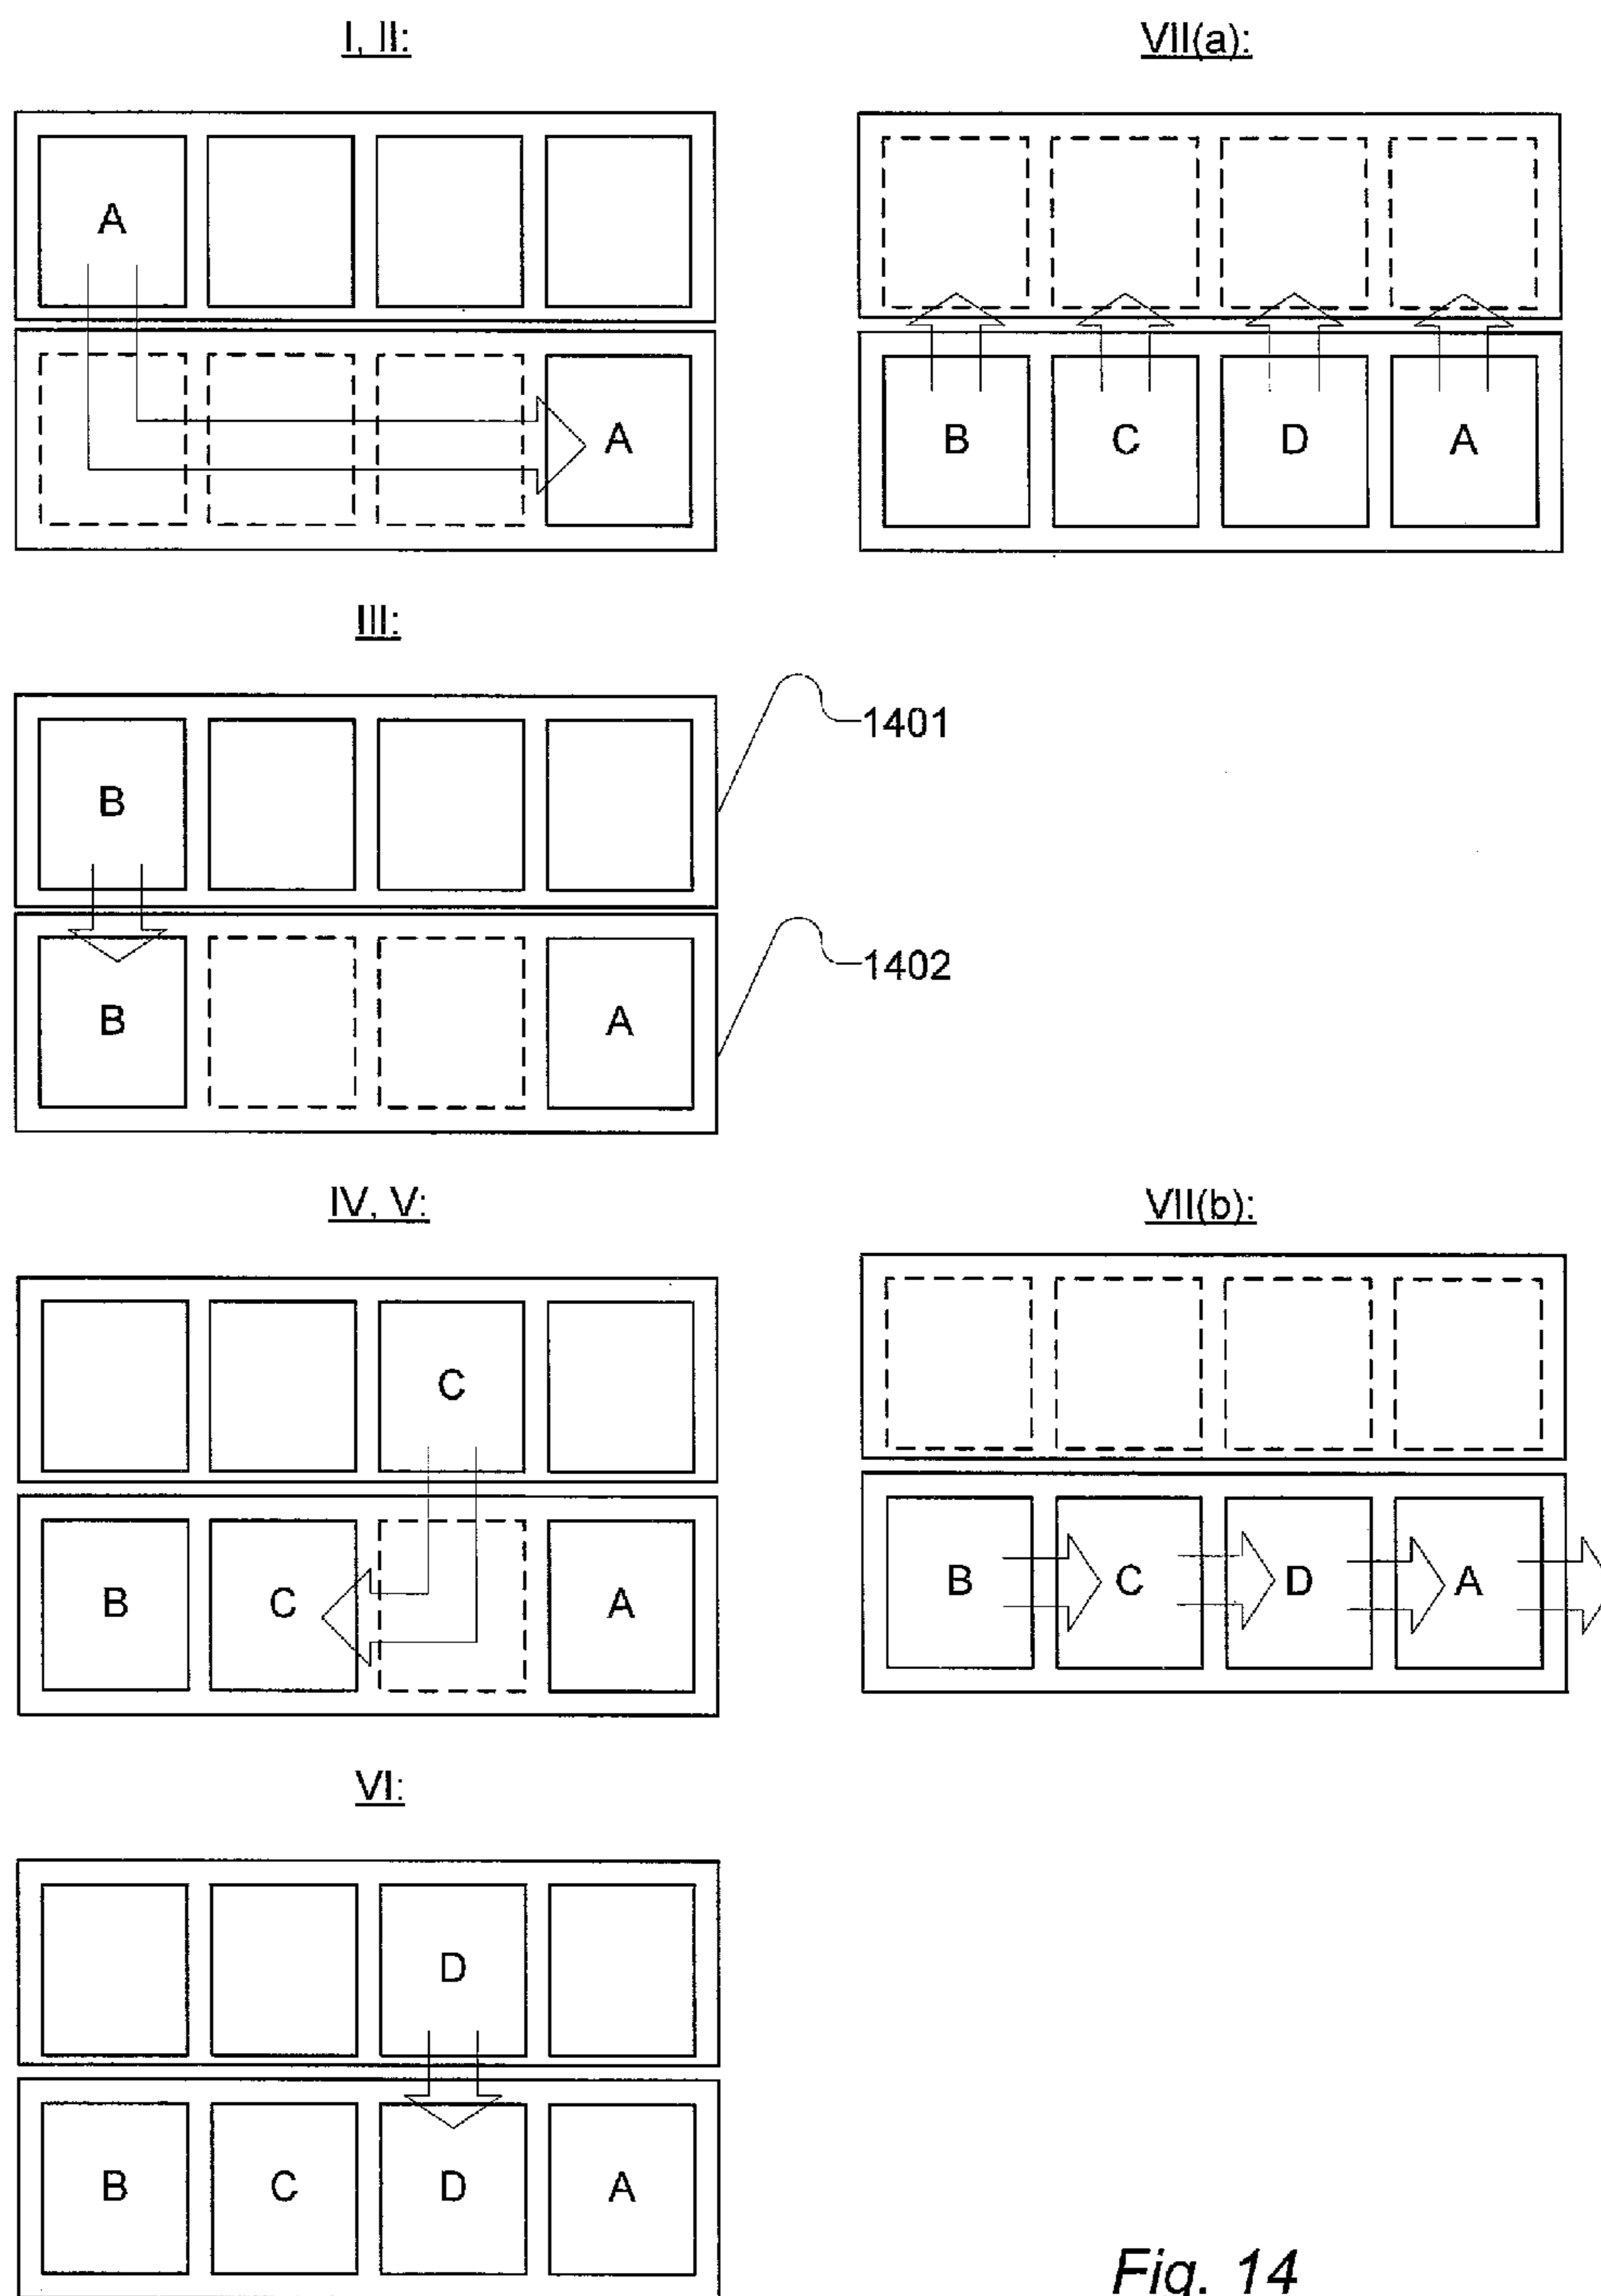 I, II:
VII(a):
A
A
B C D A
III:
1401
B
1402
B A
IV, V:
VII(b):
C
B C A
B C D A
VI:
D
B C D A
Fig. 14